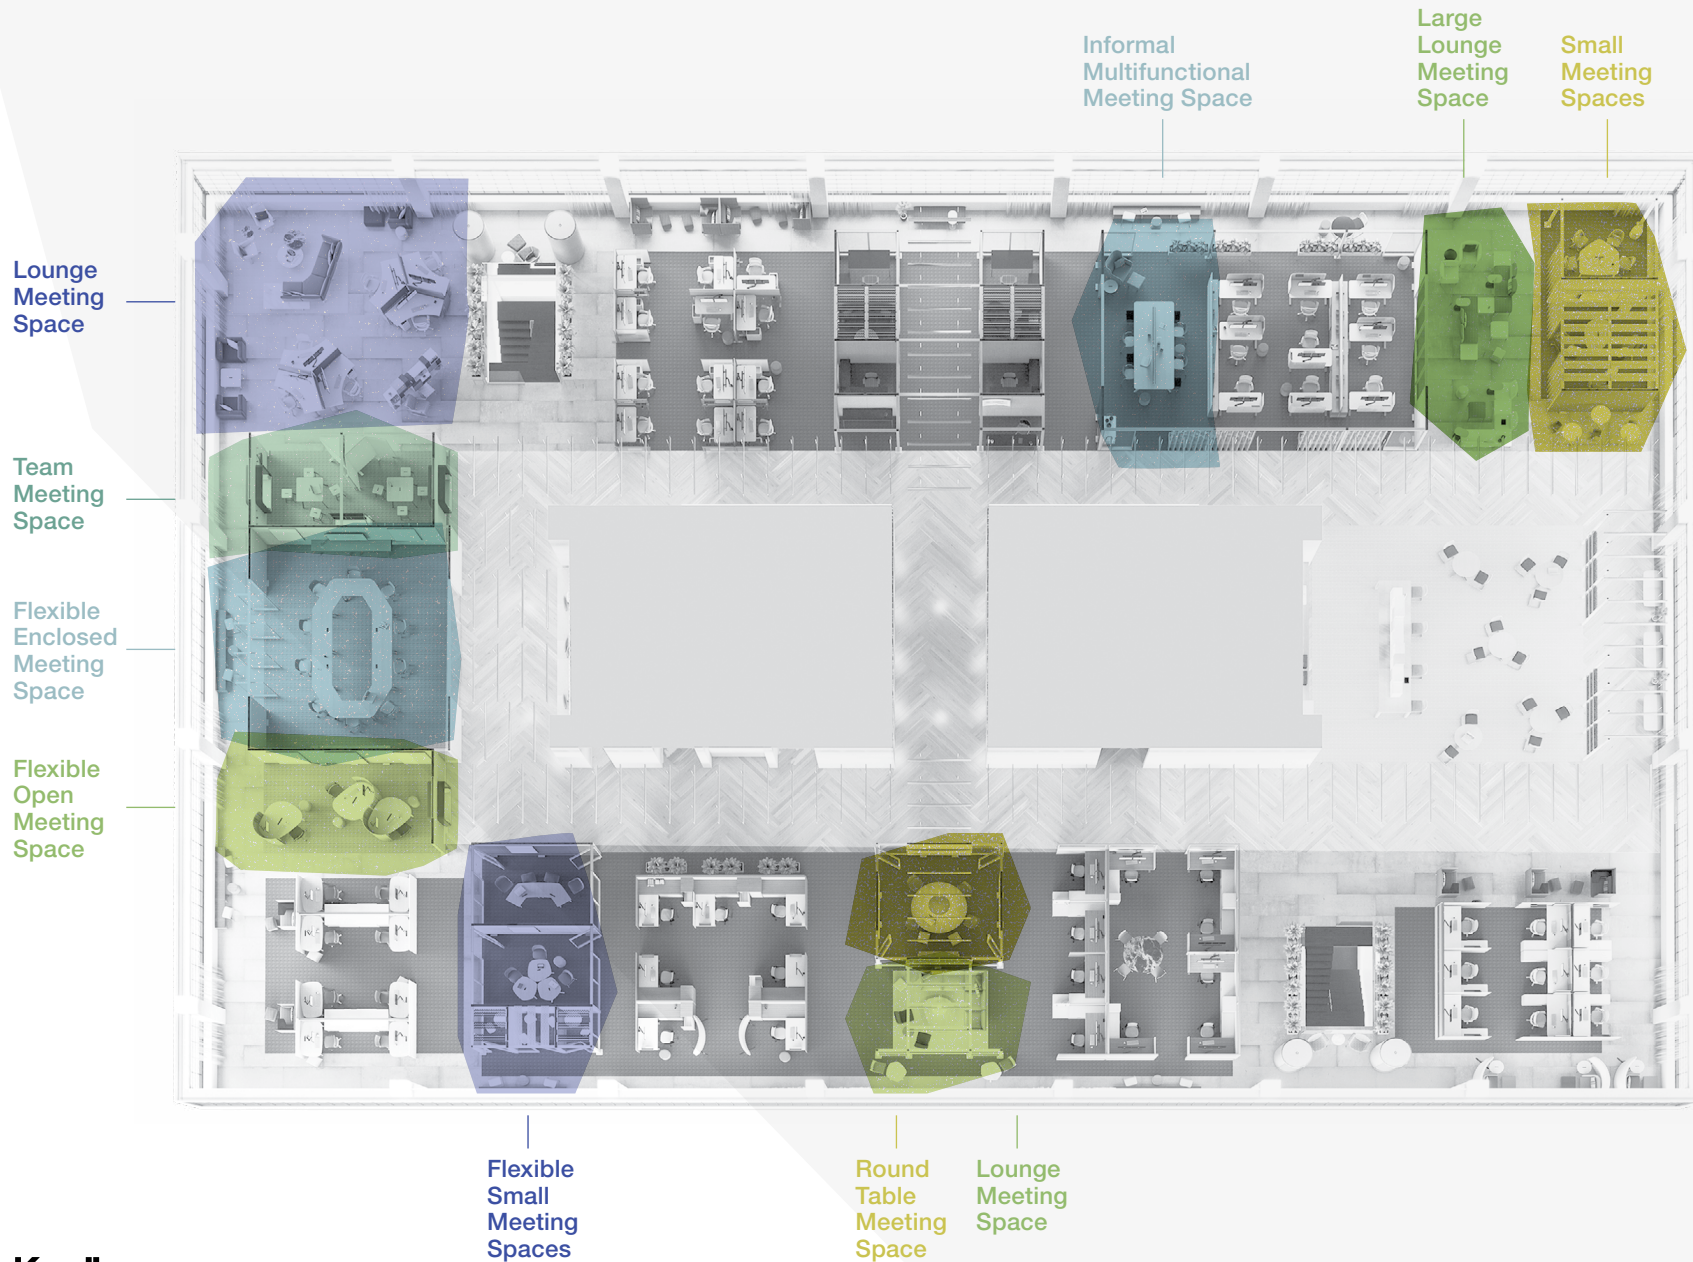 Informal
Multifunctional
Meeting Space
Large
Lounge
Meeting
Space
Small
Meeting
Spaces
Lounge
Meeting
Space
Team
Meeting
Space
Flexible
Enclosed
Meeting
Space
Flexible
Open
Meeting
Space
Flexible
Small
Meeting
Spaces
Round
Table
Meeting
Space
Lounge
Meeting
Space